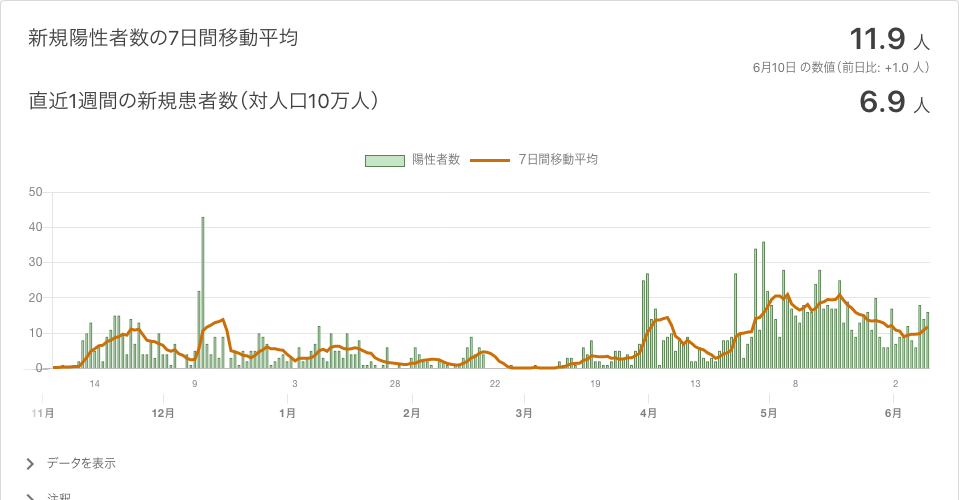 新規陽性者数の7日間移動平均
11.9 人
6月10日 の数値（前日比: +1.0 人）
直近1週間の新規患者数（対人口10万人）
6.9 人
陽性者数 7日間移動平均
50
40
30
20
10
0
14 9 3 28 22 19 13 8 2
11月 12月 1月 2月 3月 4月 5月 6月
データを表示
注釈